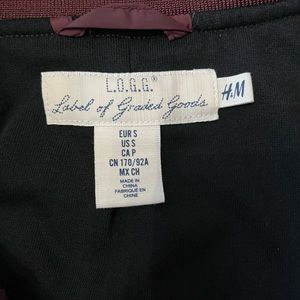 L.O.G.G.®
Label of Graded Goods
H&M
EUR S
US S
CA P
CN 170/92A
MX CH
MADE IN
CHINA
FABRIQUÉ EN
CHINE